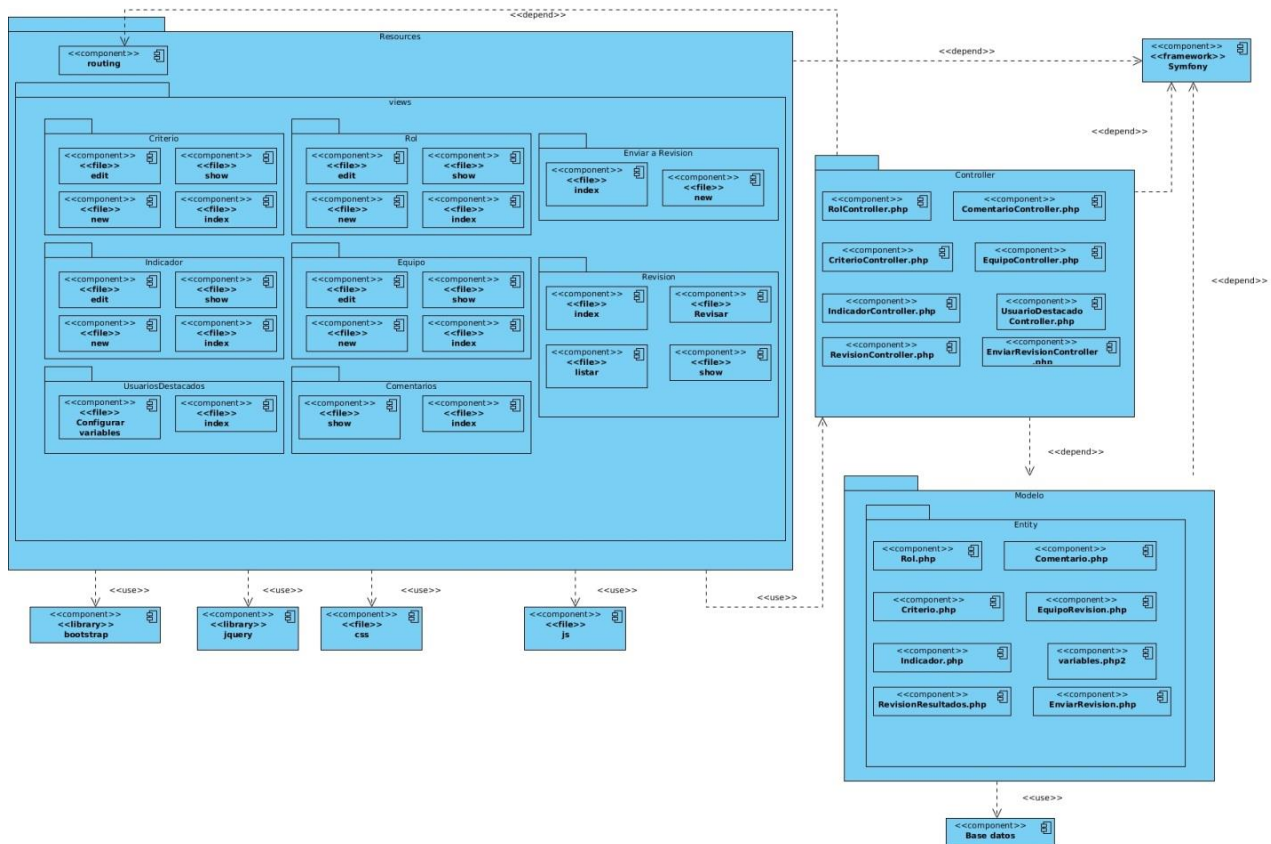 <<depend>>
Resources
<<component>>
routing
<<depend>>
<<component>>
<<framework>>
Symfony
views
<<depend>>
Criterio
<<component>>
<<file>>
edit
<<component>>
<<file>>
show
<<component>>
<<file>>
new
<<component>>
<<file>>
index
Rol
<<component>>
<<file>>
edit
<<component>>
<<file>>
show
<<component>>
<<file>>
new
<<component>>
<<file>>
index
Enviar a Revision
<<component>>
<<file>>
index
<<component>>
<<file>>
new
Indicador
<<component>>
<<file>>
edit
<<component>>
<<file>>
show
<<component>>
<<file>>
new
<<component>>
<<file>>
index
Equipo
<<component>>
<<file>>
edit
<<component>>
<<file>>
show
<<component>>
<<file>>
new
<<component>>
<<file>>
index
Revision
<<component>>
<<file>>
index
<<component>>
<<file>>
Revisar
<<component>>
<<file>>
listar
<<component>>
<<file>>
show
UsuariosDestacados
<<component>>
<<file>>
Configurar
variables
<<component>>
<<file>>
index
Comentarios
<<component>>
<<file>>
show
<<component>>
<<file>>
index
Controller
<<component>>
RolController.php
<<component>>
ComentarioController.php
<<component>>
CriterioController.php
<<component>>
EquipoController.php
<<component>>
IndicadorController.php
<<component>>
UsuarioDestacado
Controller.php
<<component>>
RevisionController.php
<<component>>
EnviarRevisionController
.php
<<depend>>
<<depend>>
Modelo
Entity
<<component>>
Rol.php
<<component>>
Comentario.php
<<component>>
Criterio.php
<<component>>
EquipoRevision.php
<<component>>
Indicador.php
<<component>>
variables.php2
<<component>>
RevisionResultados.php
<<component>>
EnviarRevision.php
<<use>>
<<use>>
<<use>>
<<use>>
<<use>>
<<component>>
<<library>>
bootstrap
<<component>>
<<library>>
jquery
<<component>>
<<file>>
css
<<component>>
<<file>>
js
<<use>>
<<component>>
Base datos